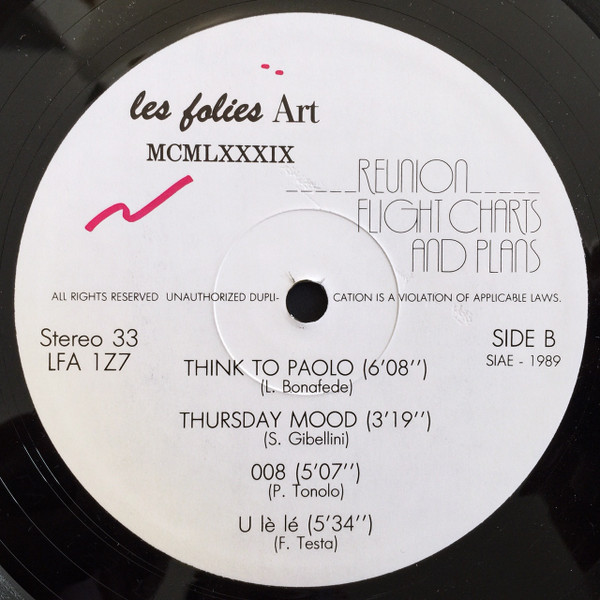 les folies Art
MCMLXXXIX
_____REUNION_____
FLIGHT CHARTS
AND PLANS
ALL RIGHTS RESERVED UNAUTHORIZED DUPLI- CATION IS A VIOLATION OF APPLICABLE LAWS.
Stereo 33
LFA 1Z7
SIDE B
SIAE - 1989
THINK TO PAOLO (6'08'')
(L. Bonafede)
THURSDAY MOOD (3'19'')
(S. Gibellini)
008 (5'07'')
(P. Tonolo)
U lè lé (5'34'')
(F. Testa)